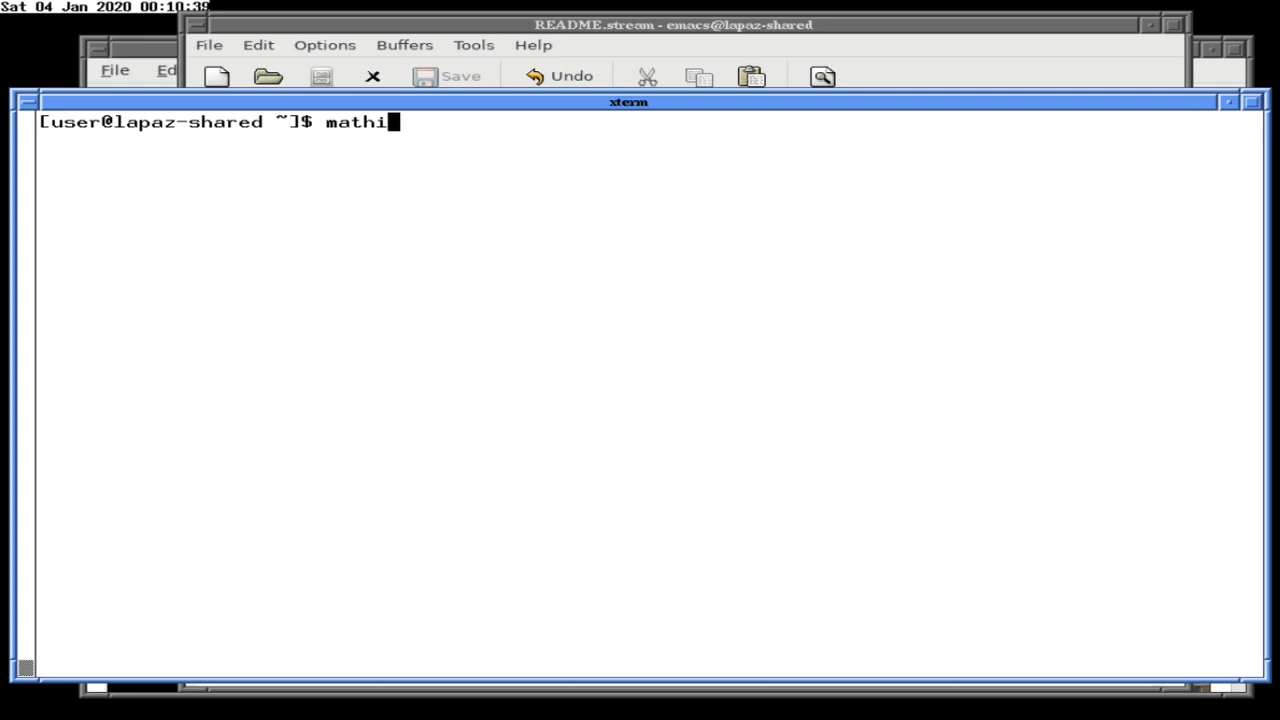 Sat 04 Jan 2020 00:10:39
README.stream - emacs@lapaz-shared
File Edit Options Buffers Tools Help
File Ed
Save Undo
xterm
[user@lapaz-shared ~]$ mathi